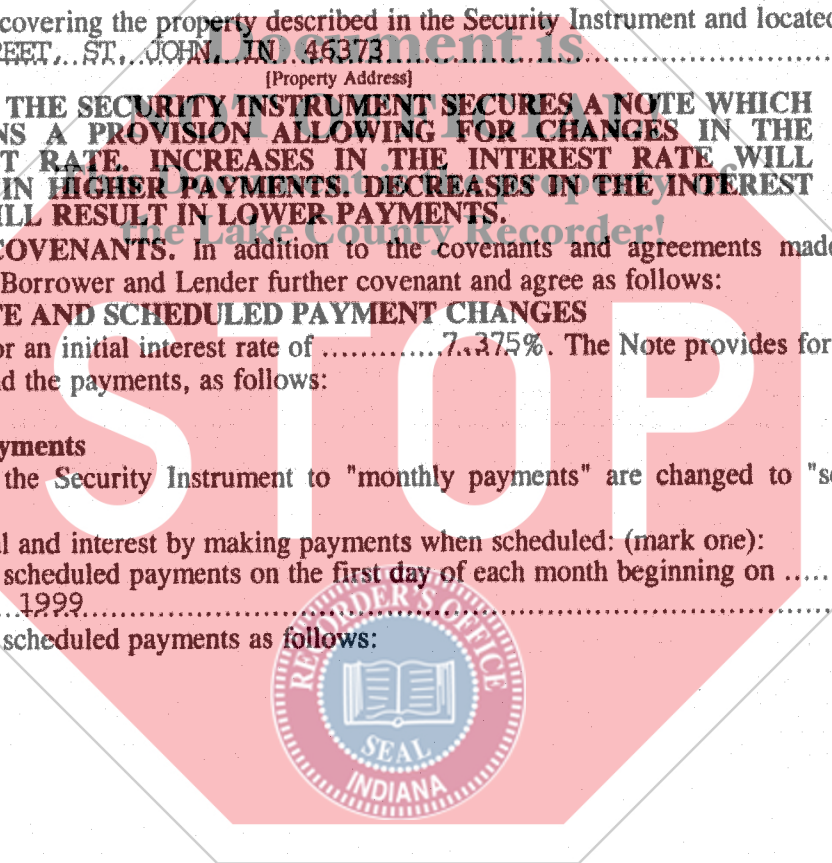 covering the property described in the Security Instrument and located
REET, ST. JOHN, IN 46373
[Property Address]
THE SECURITY INSTRUMENT SECURES A NOTE WHICH
NS A PROVISION ALLOWING FOR CHANGES IN THE
T RATE. INCREASES IN THE INTEREST RATE WILL
IN HIGHER PAYMENTS. DECREASES IN THE INTEREST
ILL RESULT IN LOWER PAYMENTS.
COVENANTS. In addition to the covenants and agreements made
Borrower and Lender further covenant and agree as follows:
TE AND SCHEDULED PAYMENT CHANGES
or an initial interest rate of ............7.375%. The Note provides for
d the payments, as follows:
yments
the Security Instrument to "monthly payments" are changed to "s
l and interest by making payments when scheduled: (mark one):
scheduled payments on the first day of each month beginning on .....
1999
scheduled payments as follows:
Document is
NOT OFFICIAL!
This Document is the property of
the Lake County Recorder!
STOP
RECORDER'S OFFICE
SEAL
INDIANA